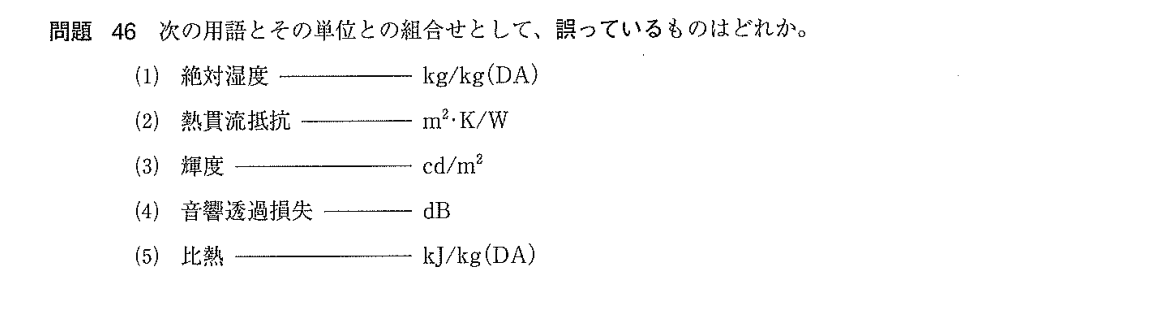 問題 46 次の用語とその単位との組合せとして、誤っているものはどれか。
(1) 絶対湿度 ―――――― kg/kg(DA)
(2) 熱貫流抵抗 ――――― m²·K/W
(3) 輝度 ―――――――― cd/m²
(4) 音響透過損失 ―――― dB
(5) 比熱 ―――――――― kJ/kg(DA)